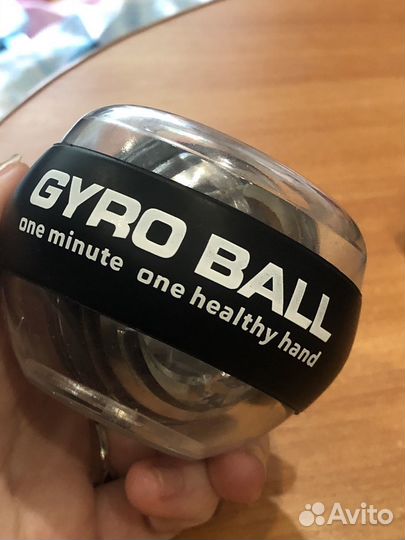 GYRO BALL
one minute one healthy hand
Avito